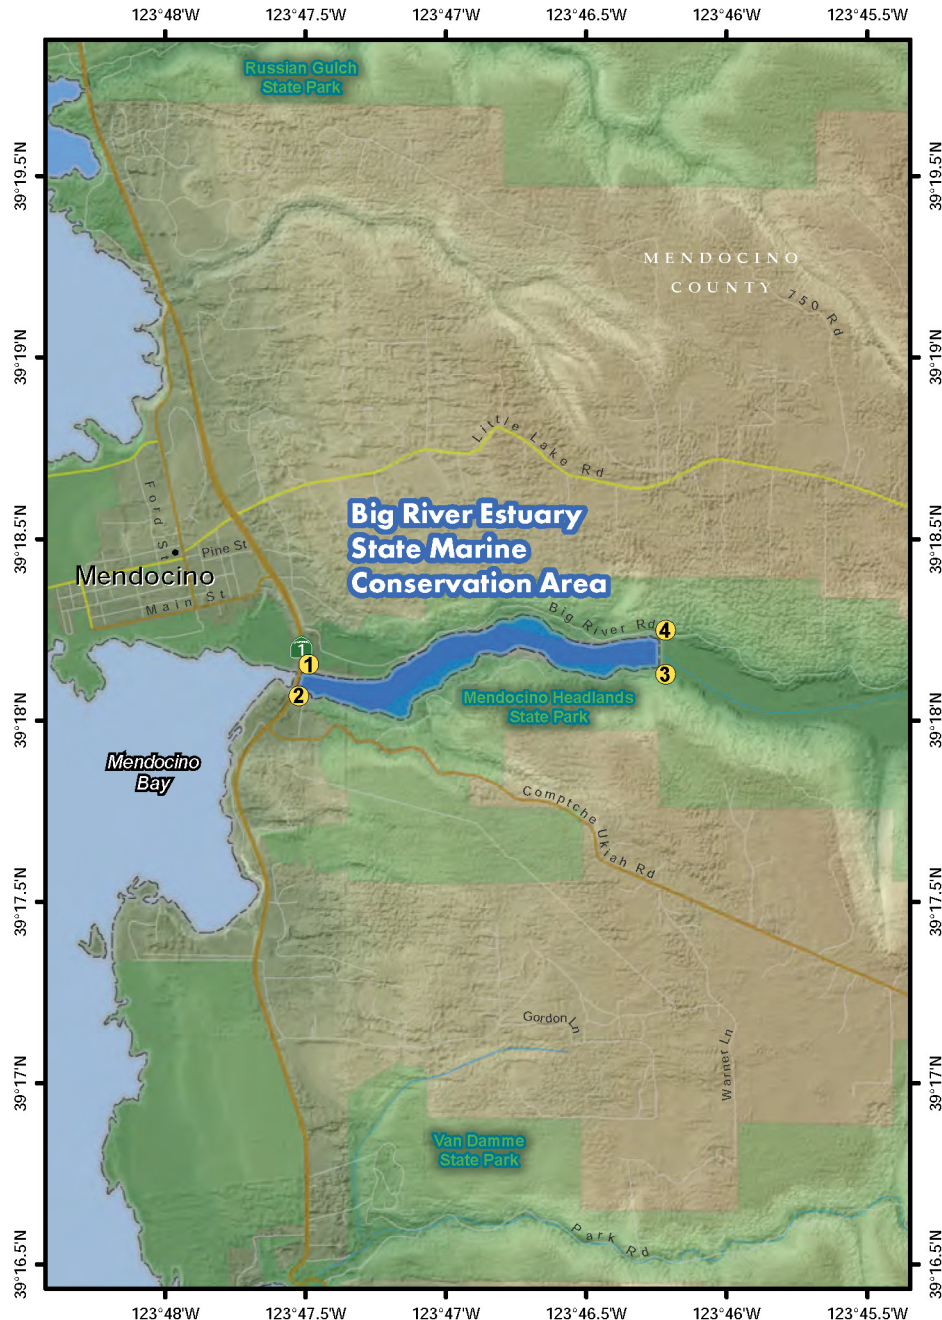 123°48'W 123°47.5'W 123°47'W 123°46.5'W 123°46'W 123°45.5'W
Russian Gulch
State Park
39°19.5'N 39°19.5'N
MENDOCINO
COUNTY
750 Rd
39°19'N 39°19'N
Little Lake Rd
Ford St
Big River Estuary
State Marine
Conservation Area
39°18.5'N 39°18.5'N
Pine St
Mendocino
Main St
Big River Rd
4
1
1
3
2
Mendocino Headlands
State Park
39°18'N 39°18'N
Mendocino
Bay
Comptche Ukiah Rd
39°17.5'N 39°17.5'N
Gordon Ln
Warner Ln
39°17'N 39°17'N
Van Damme
State Park
Park Rd
39°16.5'N 39°16.5'N
123°48'W 123°47.5'W 123°47'W 123°46.5'W 123°46'W 123°45.5'W